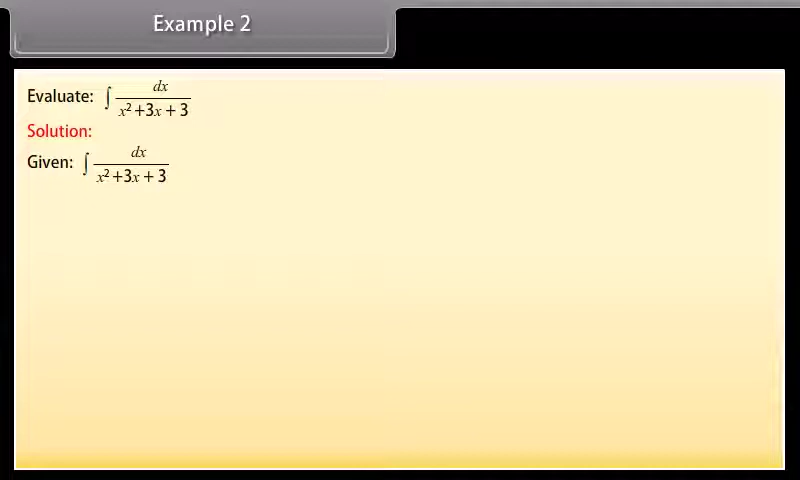 Example 2
Evaluate: ∫ dx / x²+3x + 3
Solution:
Given: ∫ dx / x²+3x + 3